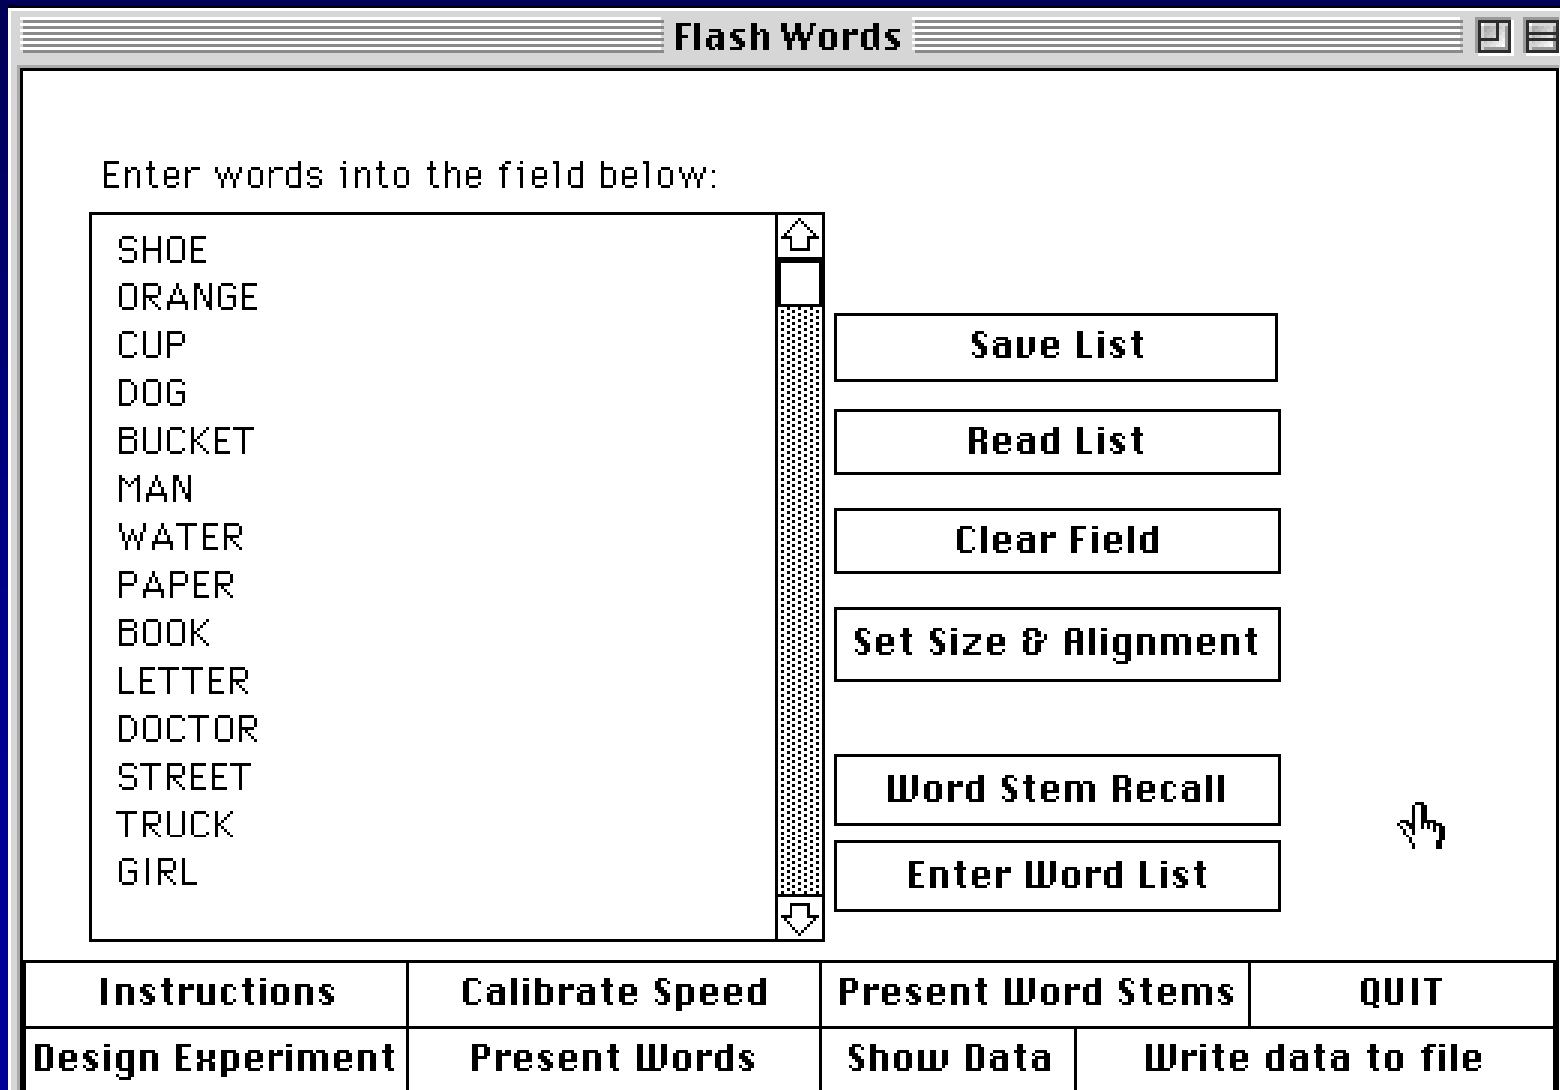 Flash Words
Enter words into the field below:
SHOE
ORANGE
CUP
DOG
BUCKET
MAN
WATER
PAPER
BOOK
LETTER
DOCTOR
STREET
TRUCK
GIRL
Save List
Read List
Clear Field
Set Size & Alignment
Word Stem Recall
Enter Word List
Instructions
Calibrate Speed
Present Word Stems
QUIT
Design Experiment
Present Words
Show Data
Write data to file